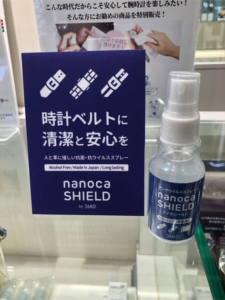 こんな時代だからこそ安心して腕時計を楽しみたい!
そんな方にお勧めの商品を特別販売!
時計ベルトに
清潔と安心を
人と革に優しい抗菌・抗ウイルススプレー
Alcohol Free / Made in Japan / Long lasting
nanoca
SHIELD
nanoca
SHIELD